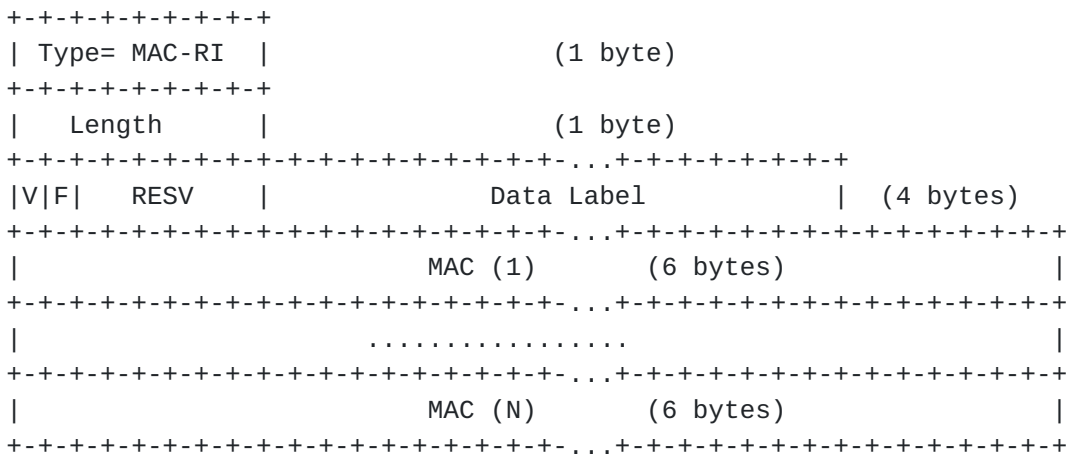 +-+-+-+-+-+-+-+-+
| Type= MAC-RI  |                  (1 byte)
+-+-+-+-+-+-+-+-+
|   Length      |                  (1 byte)
+-+-+-+-+-+-+-+-+-+-+-+-+-+-+-+-+-+-...+-+-+-+-+-+-+-+-+
|V|F|   RESV    |              Data Label            |  (4 bytes)
+-+-+-+-+-+-+-+-+-+-+-+-+-+-+-+-+-+-...+-+-+-+-+-+-+-+-+-+-+-+-+-+-+-+
|                          MAC (1)       (6 bytes)                 |
+-+-+-+-+-+-+-+-+-+-+-+-+-+-+-+-+-+-...+-+-+-+-+-+-+-+-+-+-+-+-+-+-+-+
|                      .................                           |
+-+-+-+-+-+-+-+-+-+-+-+-+-+-+-+-+-+-...+-+-+-+-+-+-+-+-+-+-+-+-+-+-+-+
|                          MAC (N)       (6 bytes)                 |
+-+-+-+-+-+-+-+-+-+-+-+-+-+-+-+-+-+-...+-+-+-+-+-+-+-+-+-+-+-+-+-+-+-+